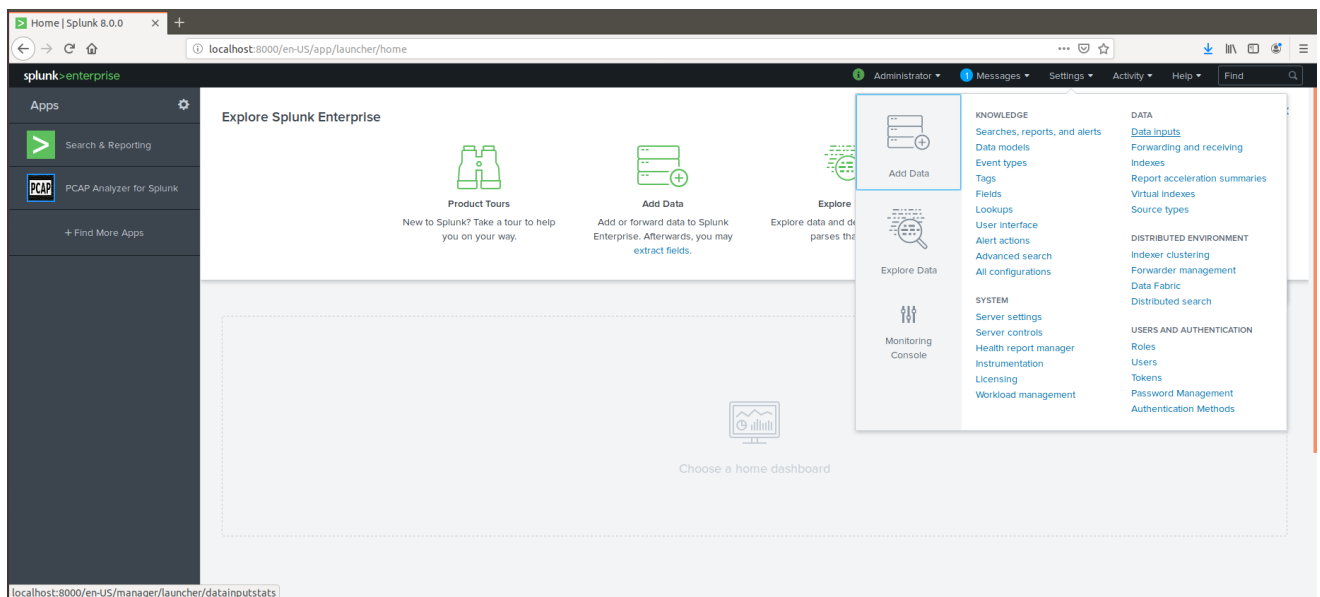 Home | Splunk 8.0.0 × +
localhost:8000/en-US/app/launcher/home
splunk>enterprise
i Administrator 1 Messages Settings Activity Help Find
Apps
Search & Reporting
PCAP PCAP Analyzer for Splunk
+ Find More Apps
Explore Splunk Enterprise
Product Tours
New to Splunk? Take a tour to help
you on your way.
Add Data
Add or forward data to Splunk
Enterprise. Afterwards, you may
extract fields.
Explore
Explore data and de
parses tha
Choose a home dashboard
Add Data
Explore Data
Monitoring
Console
KNOWLEDGE
Searches, reports, and alerts
Data models
Event types
Tags
Fields
Lookups
User interface
Alert actions
Advanced search
All configurations
SYSTEM
Server settings
Server controls
Health report manager
Instrumentation
Licensing
Workload management
DATA
Data inputs
Forwarding and receiving
Indexes
Report acceleration summaries
Virtual indexes
Source types
DISTRIBUTED ENVIRONMENT
Indexer clustering
Forwarder management
Data Fabric
Distributed search
USERS AND AUTHENTICATION
Roles
Users
Tokens
Password Management
Authentication Methods
localhost:8000/en-US/manager/launcher/datainputstats